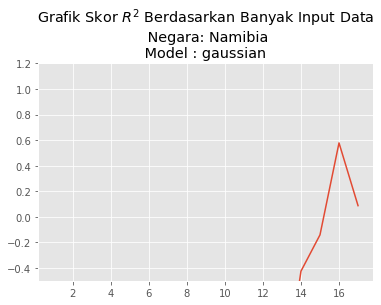 Grafik Skor $R^2$ Berdasarkan Banyak Input Data
Negara: Namibia
Model : gaussian
1.2
1.0
0.8
0.6
0.4
0.2
0.0
−0.2
−0.4
2 4 6 8 10 12 14 16